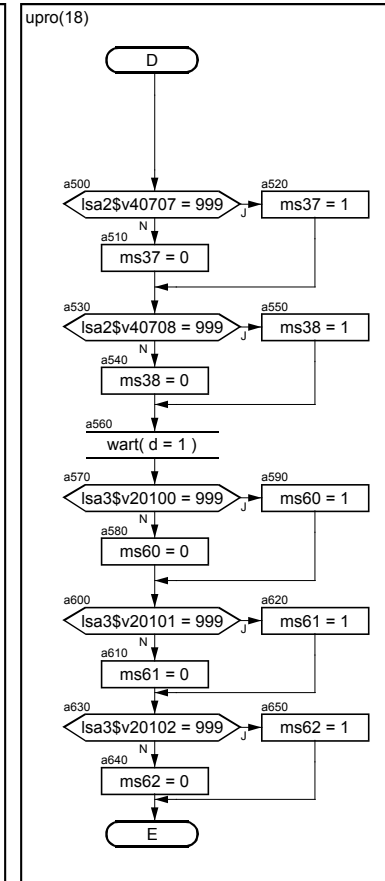 upro(18)
D
a500
lsa2$v40707 = 999
J
a520
ms37 = 1
N
a510
ms37 = 0
a530
lsa2$v40708 = 999
J
a550
ms38 = 1
N
a540
ms38 = 0
a560
wart( d = 1 )
a570
lsa3$v20100 = 999
J
a590
ms60 = 1
N
a580
ms60 = 0
a600
lsa3$v20101 = 999
J
a620
ms61 = 1
N
a610
ms61 = 0
a630
lsa3$v20102 = 999
J
a650
ms62 = 1
N
a640
ms62 = 0
E